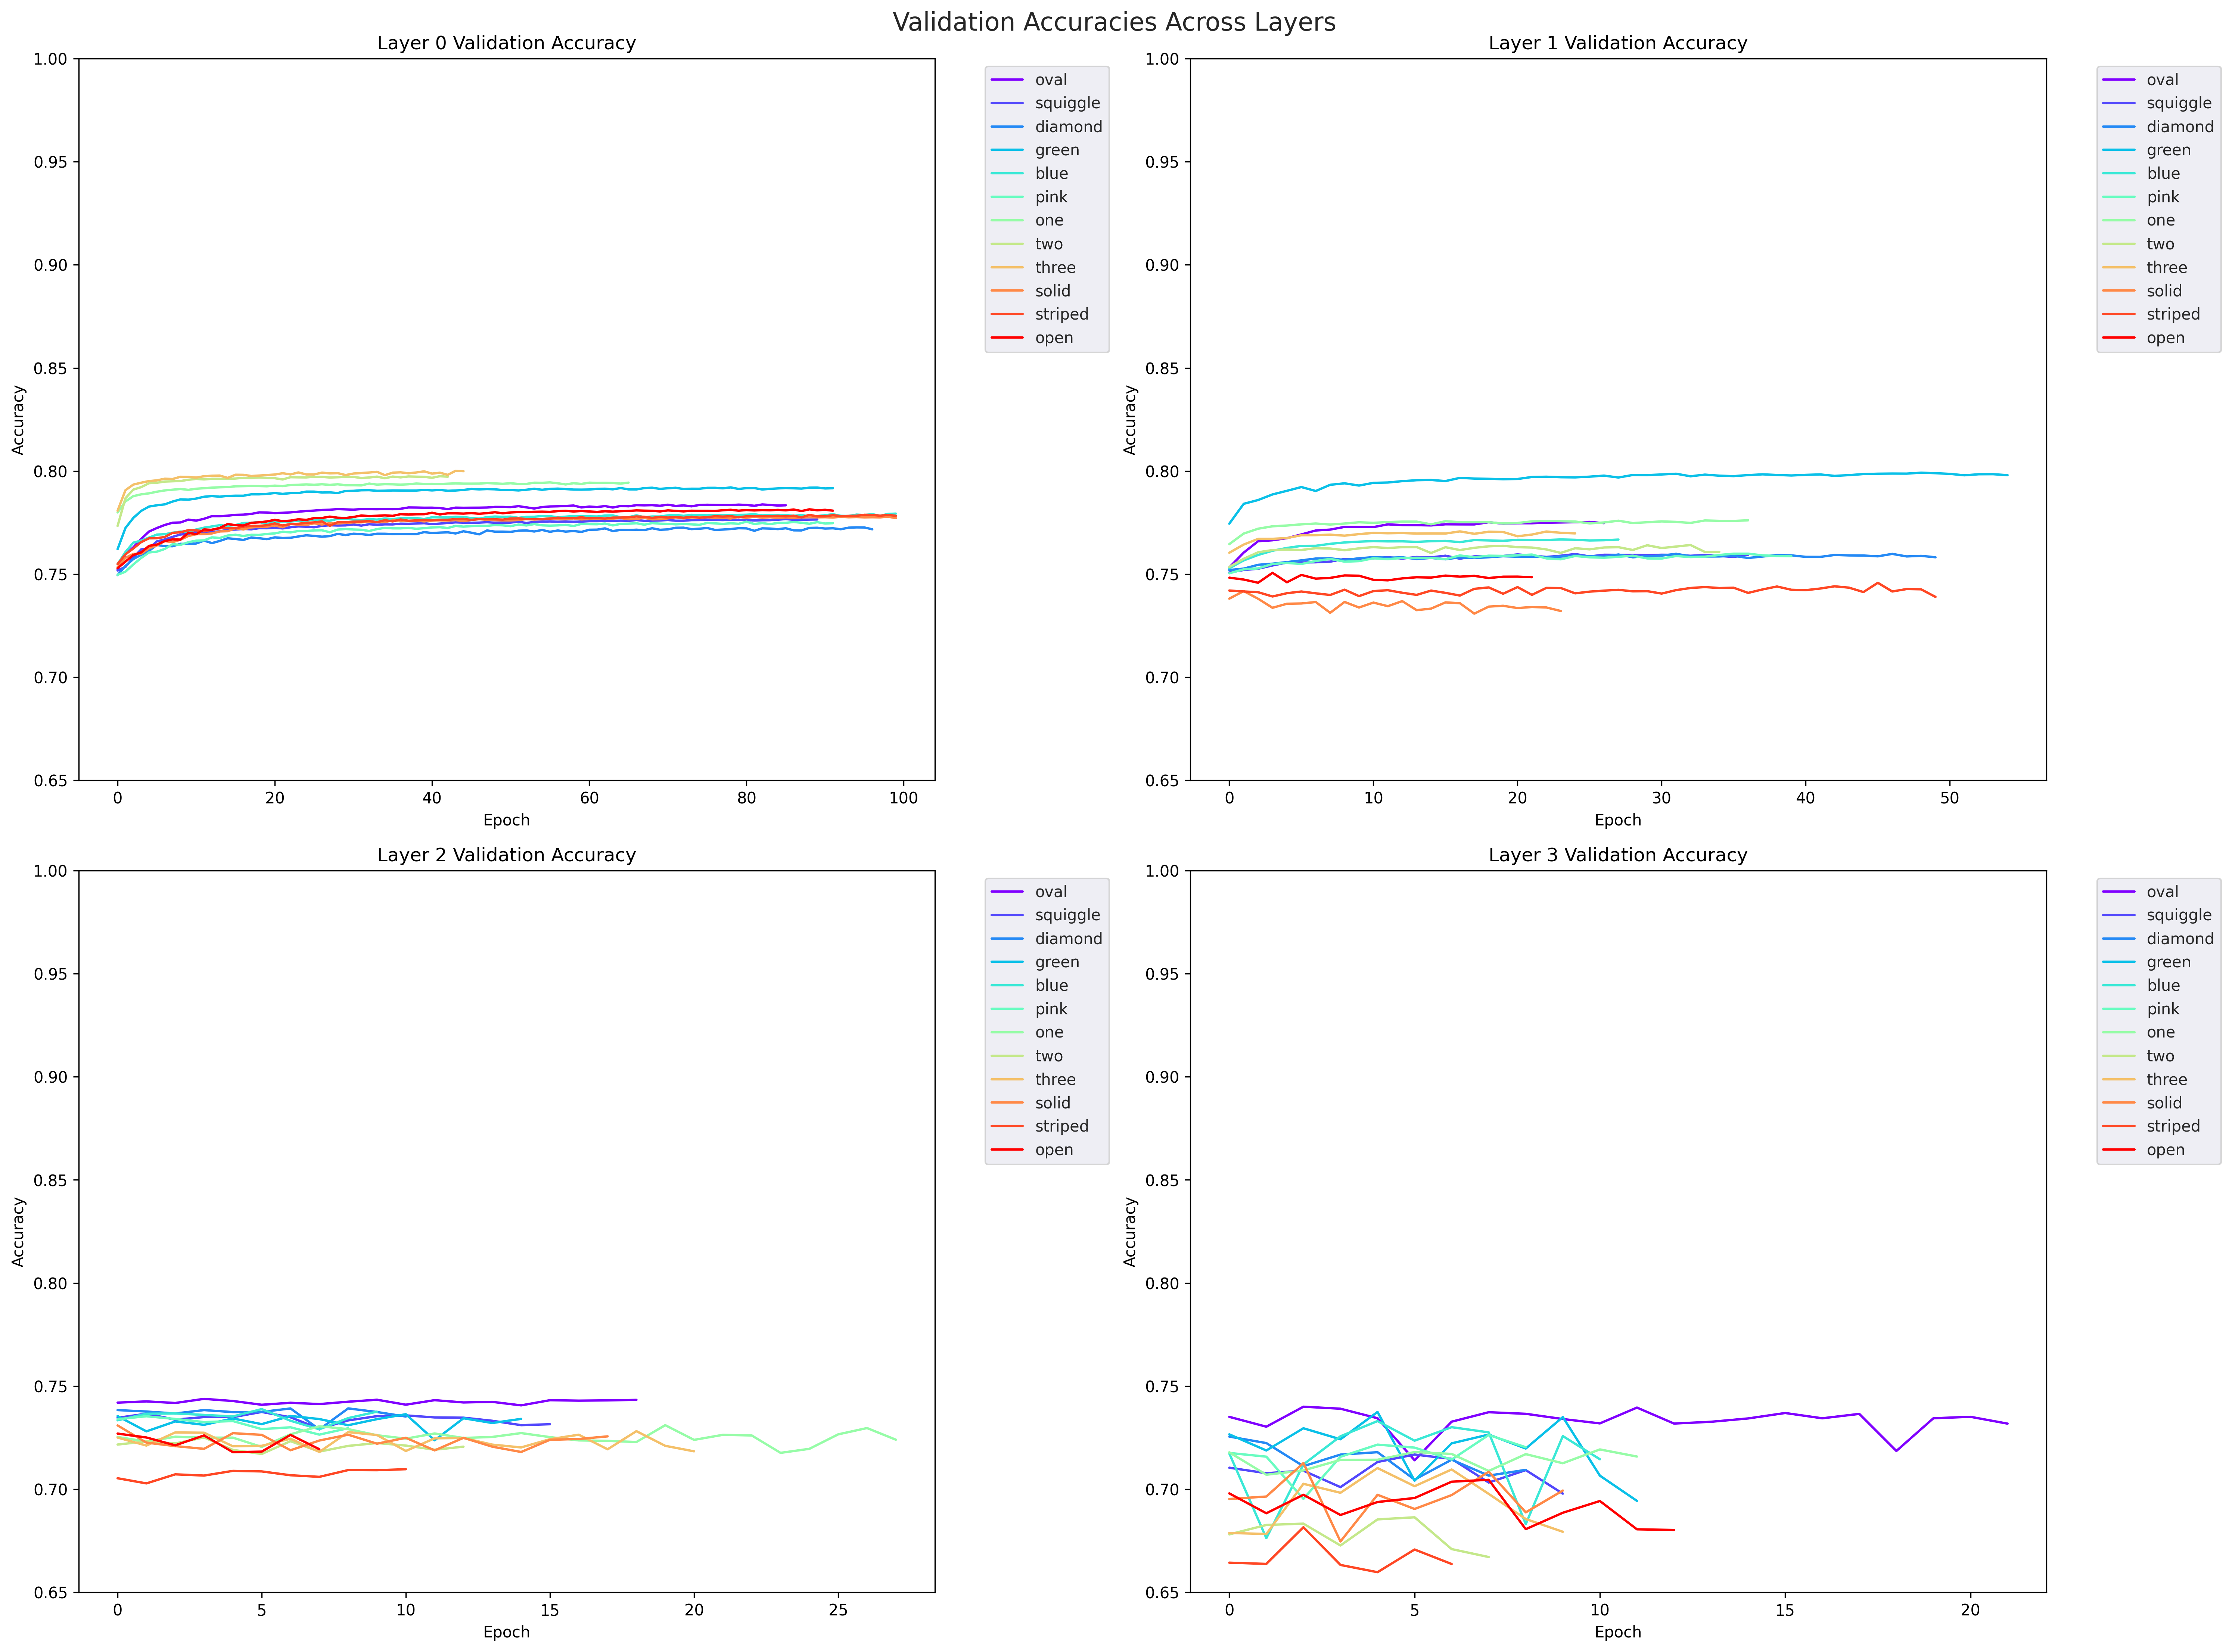 Validation Accuracies Across Layers
Layer 0 Validation Accuracy
1.00
0.95
0.90
0.85
0.80
0.75
0.70
0.65
Accuracy
0 20 40 60 80 100
Epoch
oval
squiggle
diamond
green
blue
pink
one
two
three
solid
striped
open
Layer 1 Validation Accuracy
1.00
0.95
0.90
0.85
0.80
0.75
0.70
0.65
Accuracy
0 10 20 30 40 50
Epoch
oval
squiggle
diamond
green
blue
pink
one
two
three
solid
striped
open
Layer 2 Validation Accuracy
1.00
0.95
0.90
0.85
0.80
0.75
0.70
0.65
Accuracy
0 5 10 15 20 25
Epoch
oval
squiggle
diamond
green
blue
pink
one
two
three
solid
striped
open
Layer 3 Validation Accuracy
1.00
0.95
0.90
0.85
0.80
0.75
0.70
0.65
Accuracy
0 5 10 15 20
Epoch
oval
squiggle
diamond
green
blue
pink
one
two
three
solid
striped
open